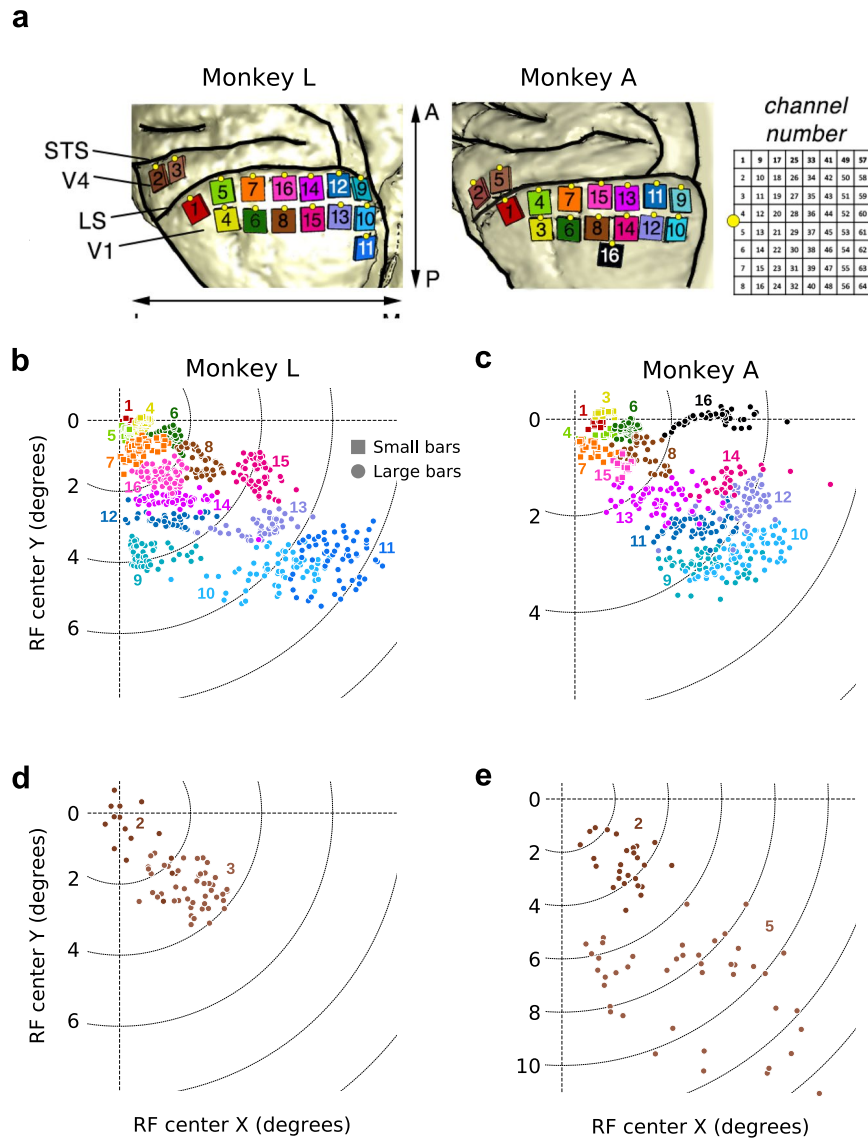 a
Monkey L
Monkey A
channel number
STS
V4
LS
V1
A
P
2 3
5 7 16 14 12 9
1 4 6 8 15 13 10
11
2 5
4 7 15 13 11 9
1 3 6 8 14 12 10
16
1 9 17 25 33 41 49 57
2 10 18 26 34 42 50 58
3 11 19 27 35 43 51 59
4 12 20 28 36 44 52 60
5 13 21 29 37 45 53 61
6 14 22 30 38 46 54 62
7 15 23 31 39 47 55 63
8 16 24 32 40 48 56 64
b
Monkey L
RF center Y (degrees)
0
2
4
6
1
4
6
5
7
8
15
16
14
13
12
11
9
10
Small bars
Large bars
c
Monkey A
0
2
4
1
3
6
16
4
7
15
8
14
13
12
11
10
9
d
RF center Y (degrees)
0
2
4
6
2
3
RF center X (degrees)
e
0
2
4
6
8
10
2
5
RF center X (degrees)